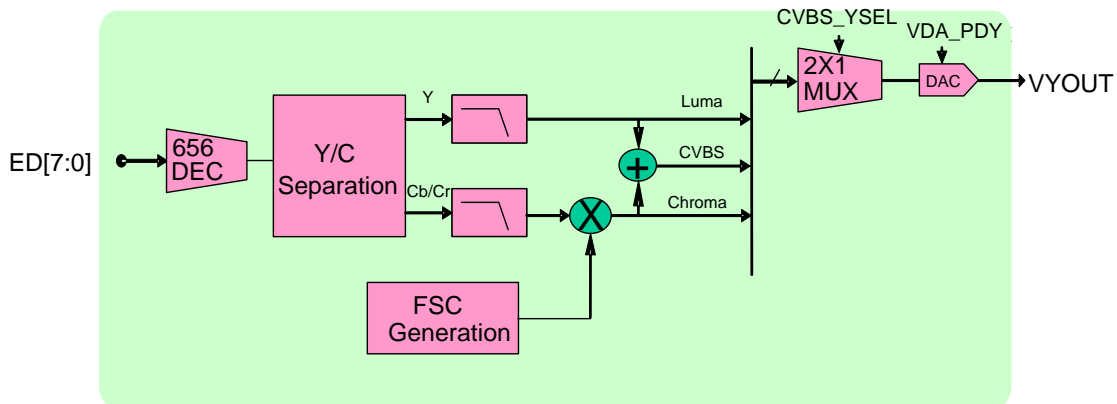 CVBS_YSEL
VDA_PDY
2X1
MUX
DAC
VYOUT
Y
Luma
656
DEC
ED[7:0]
Y/C
Separation
CVBS
+
Cb/Cr
Chroma
X
FSC
Generation